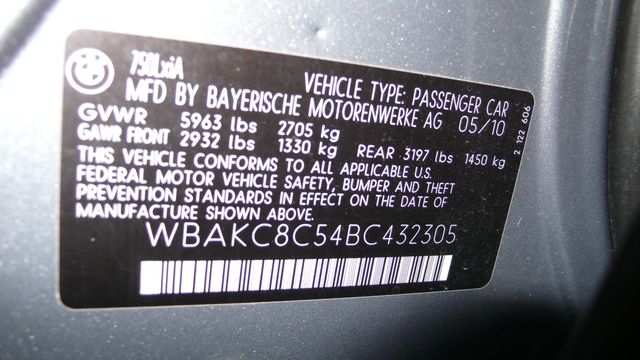 750LxiA
VEHICLE TYPE: PASSENGER CAR
MFD BY BAYERISCHE MOTORENWERKE AG 05/10
GVWR 5963 lbs 2705 kg
GAWR FRONT 2932 lbs 1330 kg REAR 3197 lbs 1450 kg
THIS VEHICLE CONFORMS TO ALL APPLICABLE U.S.
FEDERAL MOTOR VEHICLE SAFETY, BUMPER AND THEFT
PREVENTION STANDARDS IN EFFECT ON THE DATE OF
MANUFACTURE SHOWN ABOVE.
WBAKC8C54BC432305
2 122 606